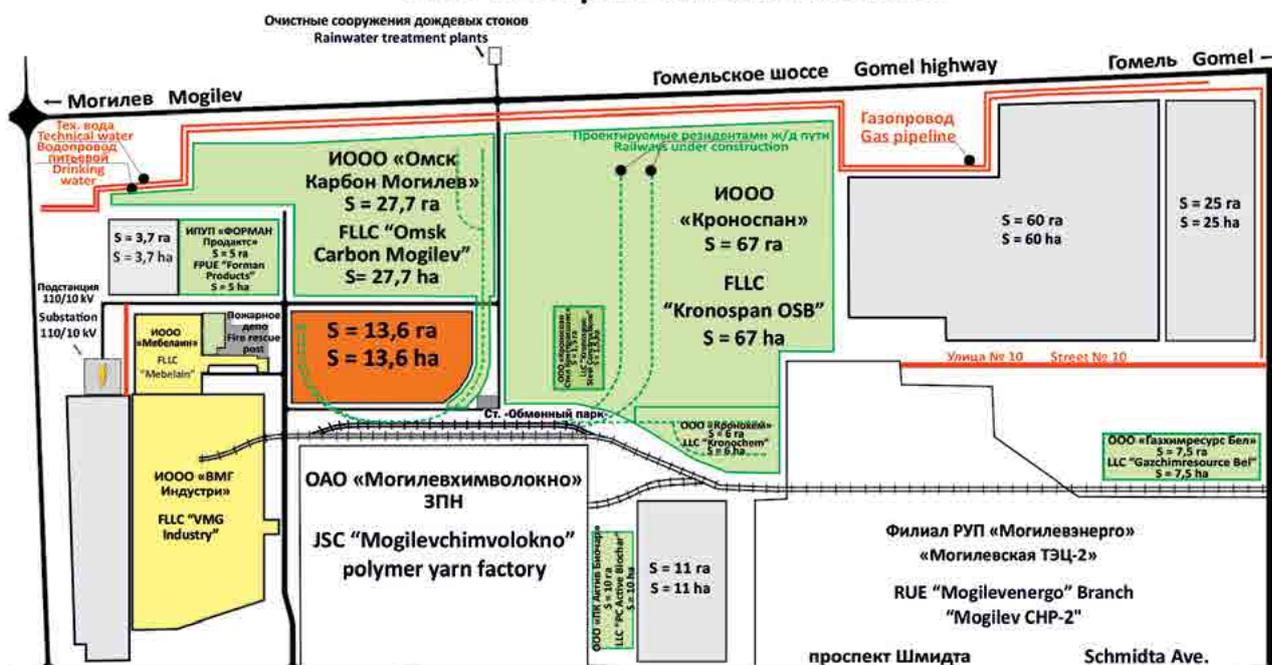 Очистные сооружения дождевых стоков
Rainwater treatment plants
← Могилев Mogilev
Гомельское шоссе Gomel highway
Гомель Gomel
Тех. вода
Technical water
Водопровод
питьевой
Drinking
water
Газопровод
Gas pipeline
Проектируемые резидентами ж/д пути
Railways under construction
ИООО «Омск
Карбон Могилев»
S = 27,7 га
FLLC "Omsk
Carbon Mogilev"
S= 27,7 ha
ИООО
«Кроноспан»
S = 67 га
FLLC
"Kronospan OSB"
S = 67 ha
S = 60 га
S = 60 ha
S = 25 га
S = 25 ha
S = 3,7 га
S = 3,7 ha
ИПУП «ФОРМАН
Продактс»
S = 5 га
FPUE "Forman
Products"
S = 5 ha
Подстанция
110/10 kV
Substation
110/10 kV
ИООО
«Мебелаин»
FLLC
"Mebelain"
Пожарное
депо
Fire rescue
post
S = 13,6 га
S = 13,6 ha
Улица № 10 Street № 10
Ст. «Обменный парк»
ООО «Кронохем»
S = 6 га
LLC "Kronochem"
S = 6 ha
ООО «Газхимресурс Бел»
S = 7,5 га
LLC "Gazchimresource Bel"
S = 7,5 ha
ИООО «ВМГ
Индустри»
FLLC "VMG
Industry"
ОАО «Могилевхимволокно»
ЗПН
JSC "Mogilevchimvolokno"
polymer yarn factory
ООО «ПК Актив Биочар»
S = 10 га
LLC "PC Active Biochar"
S = 10 ha
S = 11 га
S = 11 ha
Филиал РУП «Могилевэнерго»
«Могилевская ТЭЦ-2»
RUE "Mogilevenergo" Branch
"Mogilev CHP-2"
проспект Шмидта Schmidta Ave.